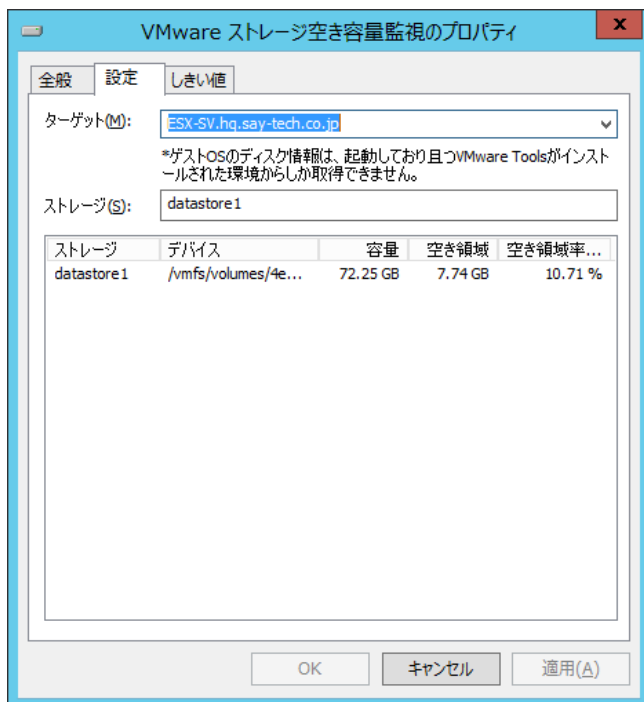 VMware ストレージ空き容量監視のプロパティ
x
全般 設定 しきい値
ターゲット(M): ESX-SV.hq.say-tech.co.jp
*ゲストOSのディスク情報は、起動しており且つVMware Toolsがインスト
ールされた環境からしか取得できません。
ストレージ(S): datastore1
ストレージ デバイス 容量 空き領域 空き領域率...
datastore1 /vmfs/volumes/4e... 72.25 GB 7.74 GB 10.71 %
OK キャンセル 適用(A)